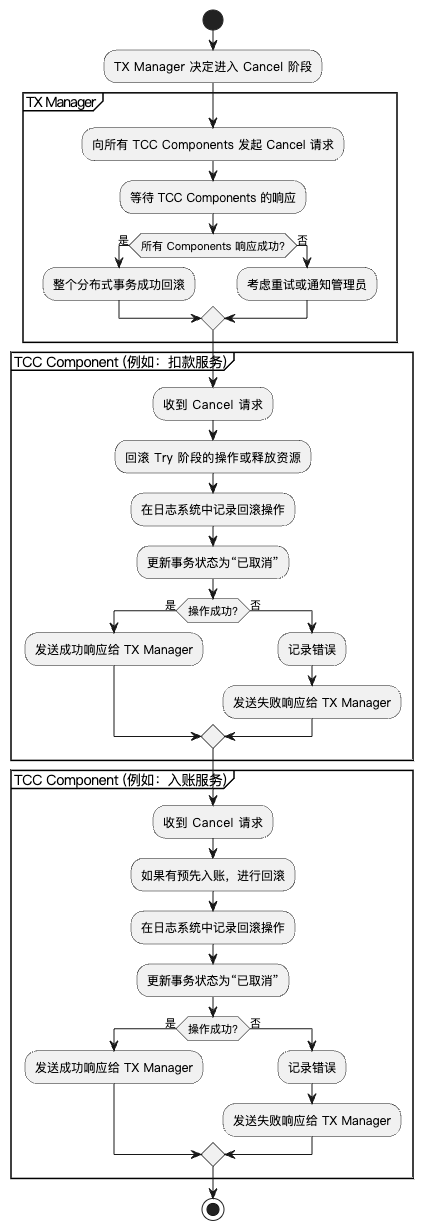 TX Manager 决定进入 Cancel 阶段
TX Manager
向所有 TCC Components 发起 Cancel 请求
等待 TCC Components 的响应
是
所有 Components 响应成功?
否
整个分布式事务成功回滚
考虑重试或通知管理员
TCC Component (例如：扣款服务)
收到 Cancel 请求
回滚 Try 阶段的操作或释放资源
在日志系统中记录回滚操作
更新事务状态为“已取消”
是
操作成功?
否
发送成功响应给 TX Manager
记录错误
发送失败响应给 TX Manager
TCC Component (例如：入账服务)
收到 Cancel 请求
如果有预先入账，进行回滚
在日志系统中记录回滚操作
更新事务状态为“已取消”
是
操作成功?
否
发送成功响应给 TX Manager
记录错误
发送失败响应给 TX Manager